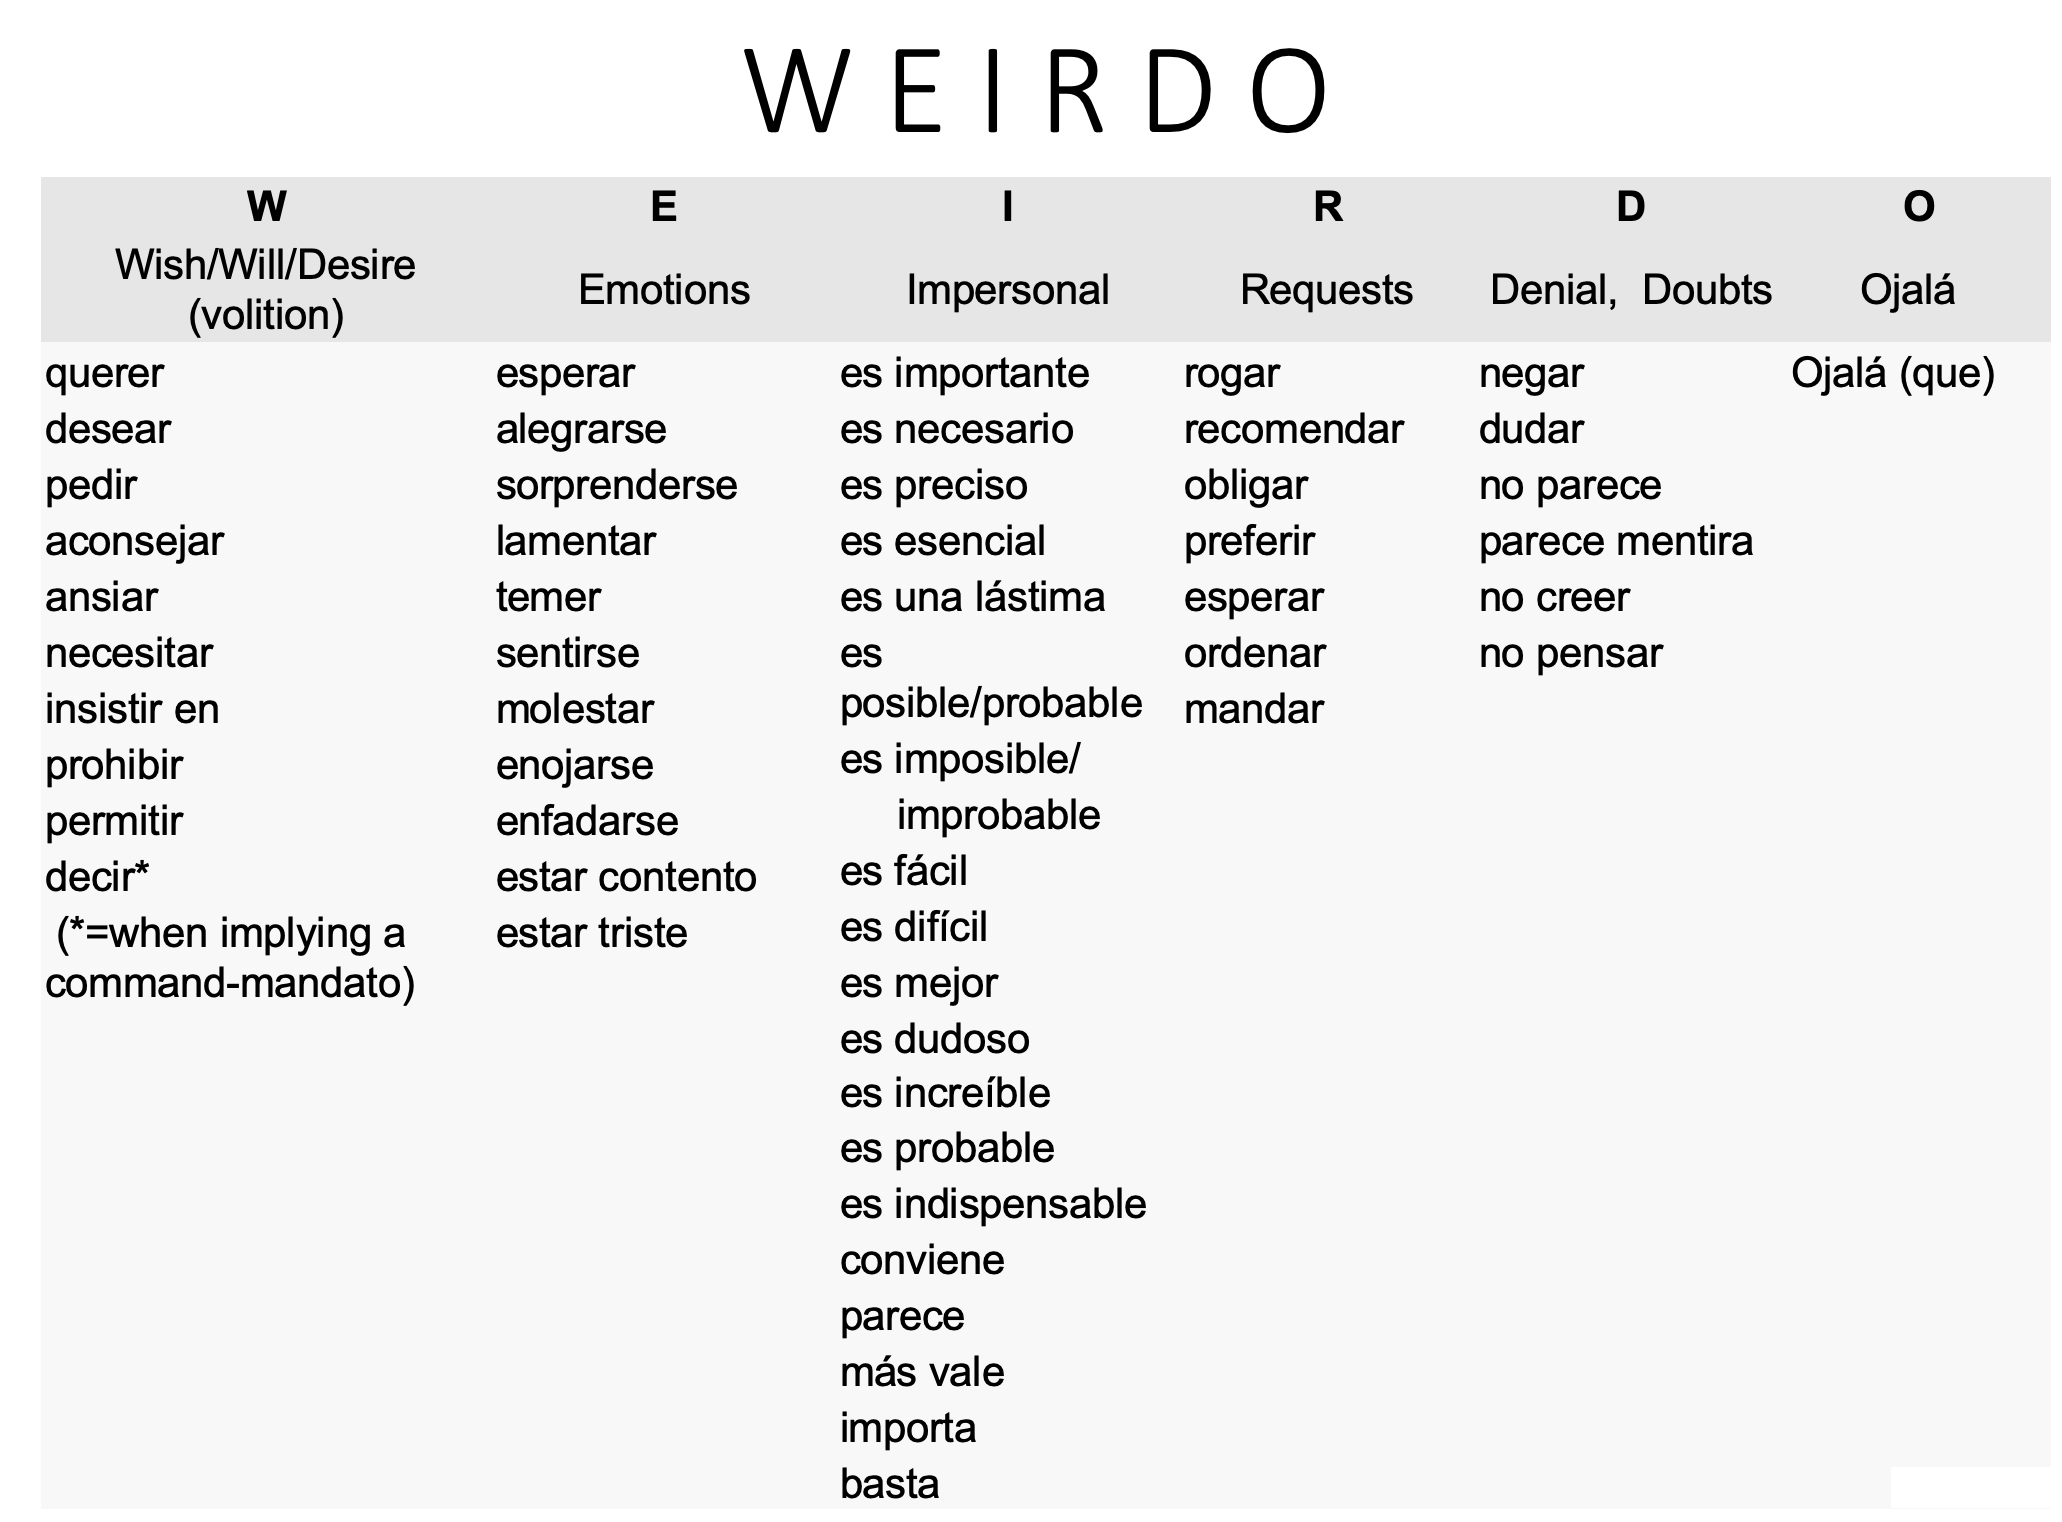 W E I R D O
W
Wish/Will/Desire
(volition)
E
Emotions
I
Impersonal
R
Requests
D
Denial, Doubts
O
Ojalá
querer
desear
pedir
aconsejar
ansiar
necesitar
insistir en
prohibir
permitir
decir*
(*=when implying a
command-mandato)
esperar
alegrarse
sorprenderse
lamentar
temer
sentirse
molestar
enojarse
enfadarse
estar contento
estar triste
es importante
es necesario
es preciso
es esencial
es una lástima
es
posible/probable
es imposible/
improbable
es fácil
es difícil
es mejor
es dudoso
es increíble
es probable
es indispensable
conviene
parece
más vale
importa
basta
rogar
recomendar
obligar
preferir
esperar
ordenar
mandar
negar
dudar
no parece
parece mentira
no creer
no pensar
Ojalá (que)